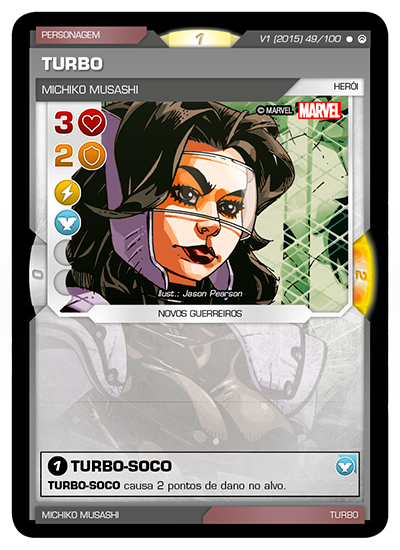 PERSONAGEM
1
V1 (2015) 49/100
TURBO
MICHIKO MUSASHI
HERÓI
© MARVEL MARVEL
3
2
0
2
Illust.: Jason Pearson
NOVOS GUERREIROS
1 TURBO-SOCO
TURBO-SOCO causa 2 pontos de dano no alvo.
MICHIKO MUSASHI
TURBO